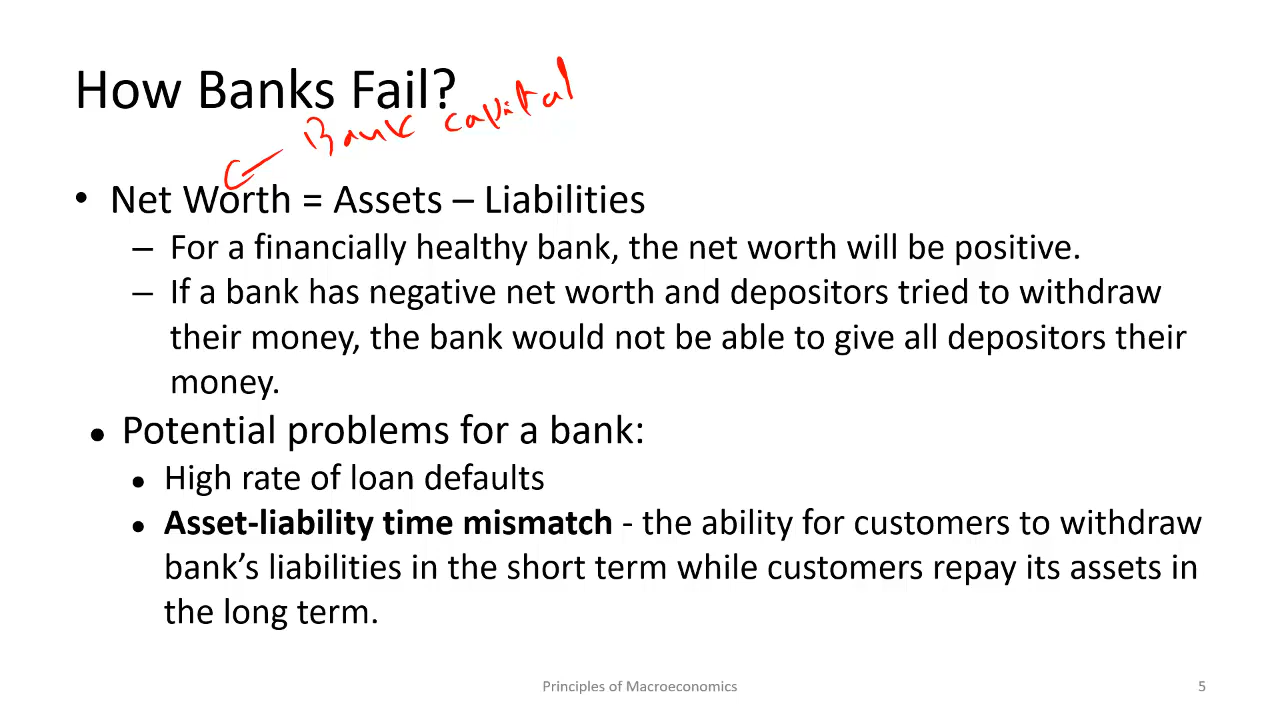 How Banks Fail?
Bank capital
• Net Worth = Assets – Liabilities
– For a financially healthy bank, the net worth will be positive.
– If a bank has negative net worth and depositors tried to withdraw
their money, the bank would not be able to give all depositors their
money.
• Potential problems for a bank:
• High rate of loan defaults
• Asset-liability time mismatch - the ability for customers to withdraw
bank’s liabilities in the short term while customers repay its assets in
the long term.
Principles of Macroeconomics 5